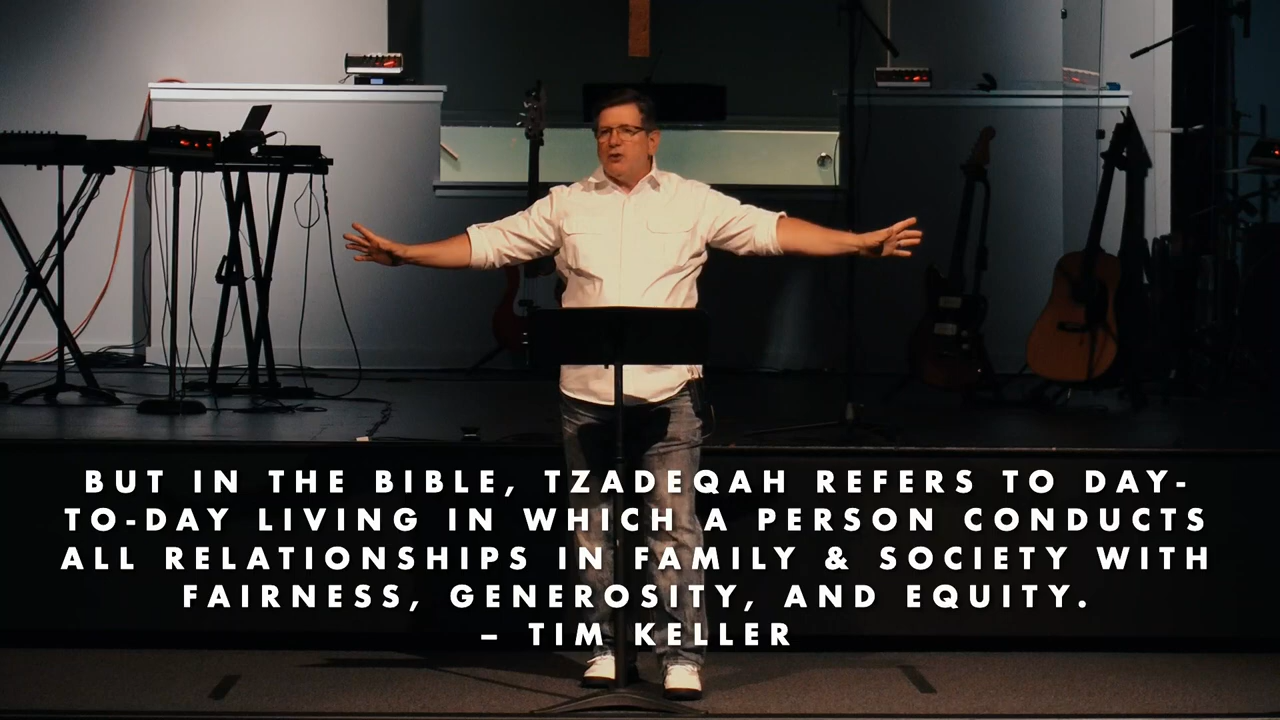 BUT IN THE BIBLE, TZADEQAH REFERS TO DAY-
TO-DAY LIVING IN WHICH A PERSON CONDUCTS
ALL RELATIONSHIPS IN FAMILY & SOCIETY WITH
FAIRNESS, GENEROSITY, AND EQUITY.
– TIM KELLER